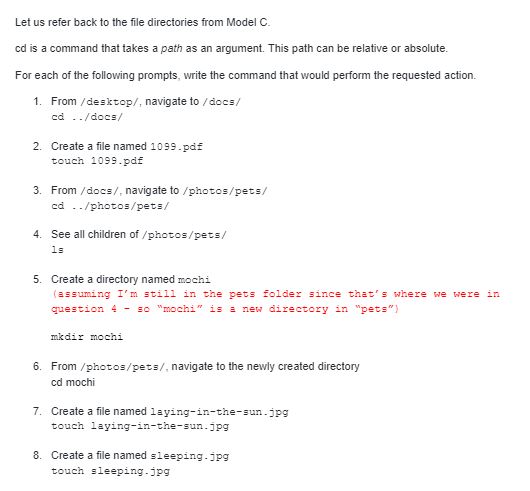 Let us refer back to the file directories from Model C.
cd is a command that takes a path as an argument. This path can be relative or absolute.
For each of the following prompts, write the command that would perform the requested action.
1. From /desktop/, navigate to /docs/
cd ../docs/
2. Create a file named 1099.pdf
touch 1099.pdf
3. From /docs/, navigate to /photos/pets/
cd ../photos/pets/
4. See all children of /photos/pets/
ls
5. Create a directory named mochi
(assuming I'm still in the pets folder since that's where we were in
question 4 - so "mochi" is a new directory in "pets")
mkdir mochi
6. From /photos/pets/, navigate to the newly created directory
cd mochi
7. Create a file named laying-in-the-sun.jpg
touch laying-in-the-sun.jpg
8. Create a file named sleeping.jpg
touch sleeping.jpg